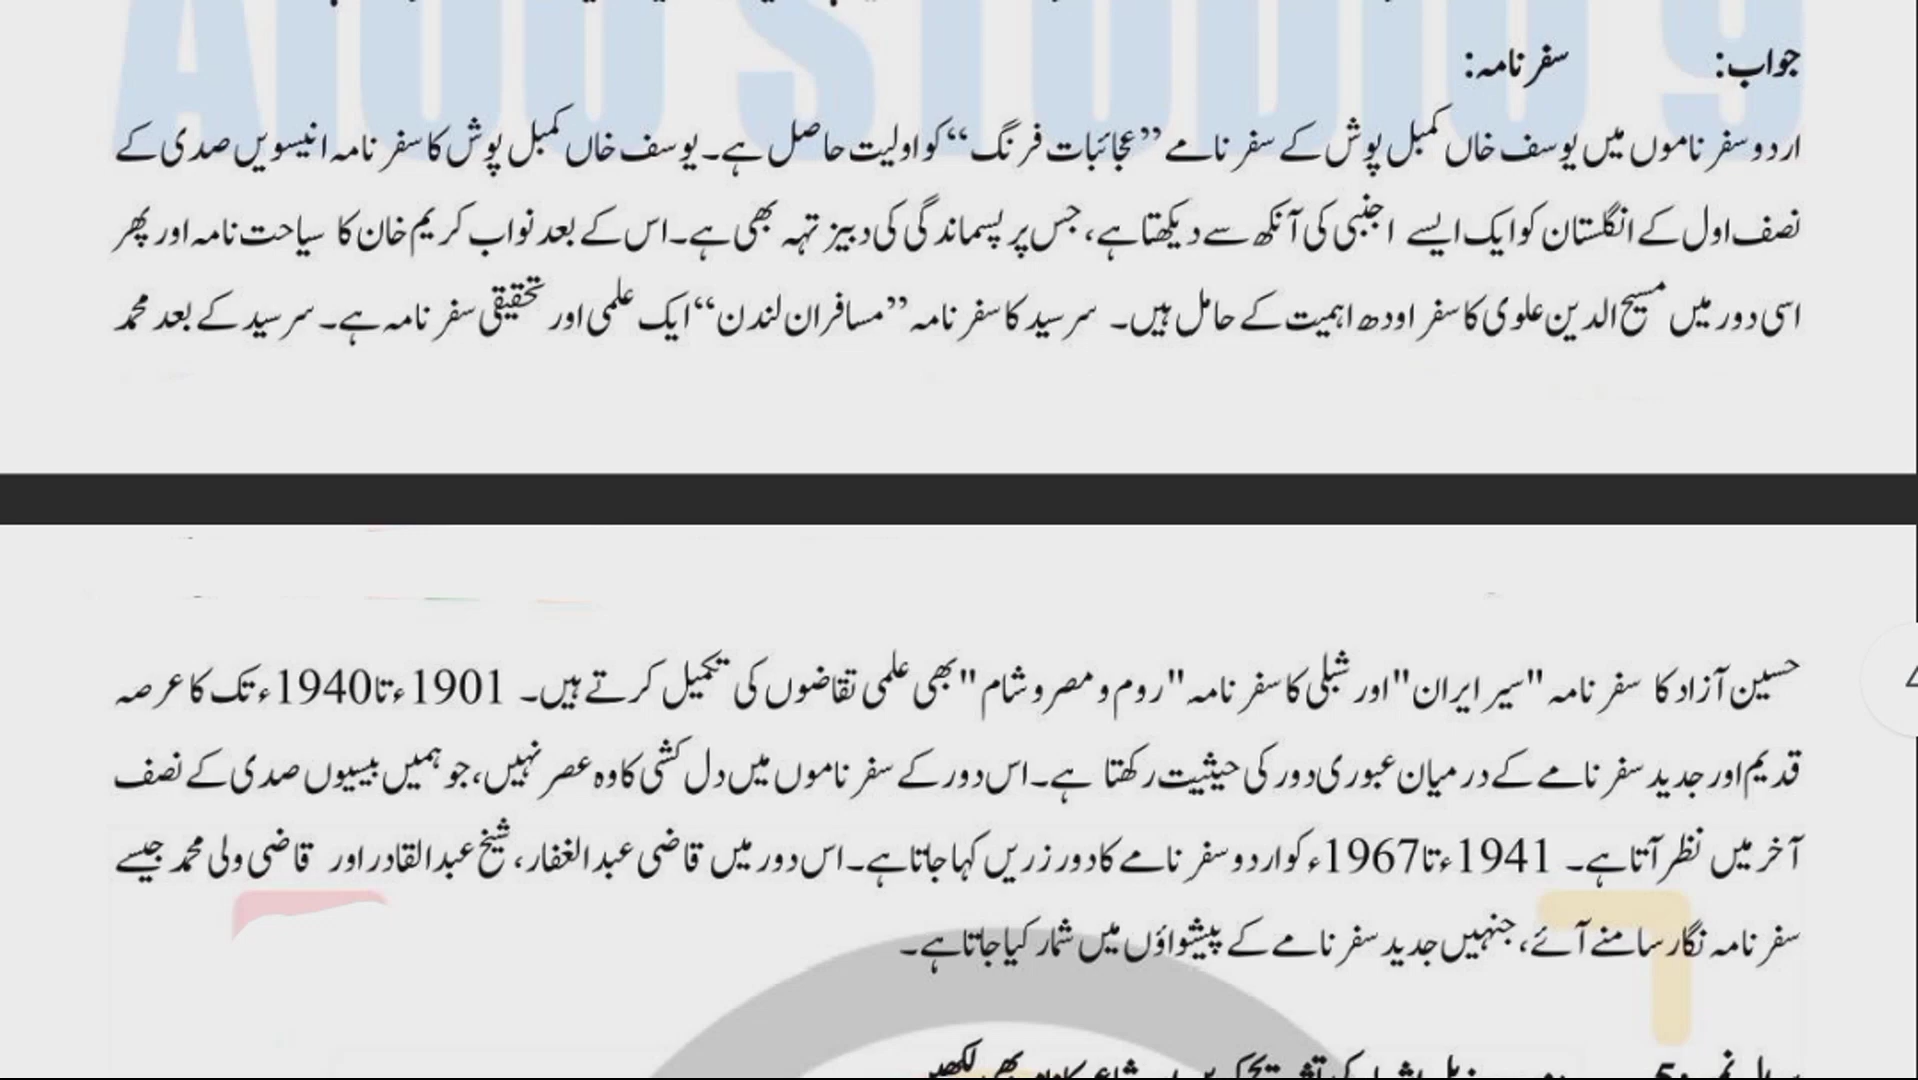 AIOU STUDIO 9
جواب: سفر نامہ:
اردو سفر ناموں میں یوسف خاں کمبل پوش کے سفر نامے ”عجائبات فرنگ“ کو اولیت حاصل ہے۔ یوسف خاں کمبل پوش کا سفر نامہ انیسویں صدی کے
نصف اول کے انگلستان کو ایک ایسے اجنبی کی آنکھ سے دیکھتا ہے، جس پر پسماندگی کی دبیز تہہ بھی ہے۔ اس کے بعد نواب کریم خان کا سیاحت نامہ اور پھر
اسی دور میں مسیح الدین علوی کا سفر اودھ اہمیت کے حامل ہیں۔ سرسید کا سفر نامہ ”مسافران لندن“ ایک علمی اور تحقیقی سفر نامہ ہے۔ سرسید کے بعد محمد
حسین آزاد کا سفر نامہ "سیر ایران" اور شبلی کا سفر نامہ "روم و مصر و شام" بھی علمی تقاضوں کی تکمیل کرتے ہیں۔ 1901ء تا 1940ء تک کا عرصہ
قدیم اور جدید سفر نامے کے درمیان عبوری دور کی حیثیت رکھتا ہے۔ اس دور کے سفر ناموں میں دل کشی کا وہ عصر نہیں، جو ہمیں بیسیوں صدی کے نصف
آخر میں نظر آتا ہے۔ 1941ء تا 1967ء کو اردو سفر نامے کا دور زریں کہا جاتا ہے۔ اس دور میں قاضی عبد الغفار، شیخ عبد القادر اور قاضی ولی محمد جیسے
سفر نامہ نگار سامنے آئے، جنہیں جدید سفر نامے کے پیشواؤں میں شمار کیا جاتا ہے۔